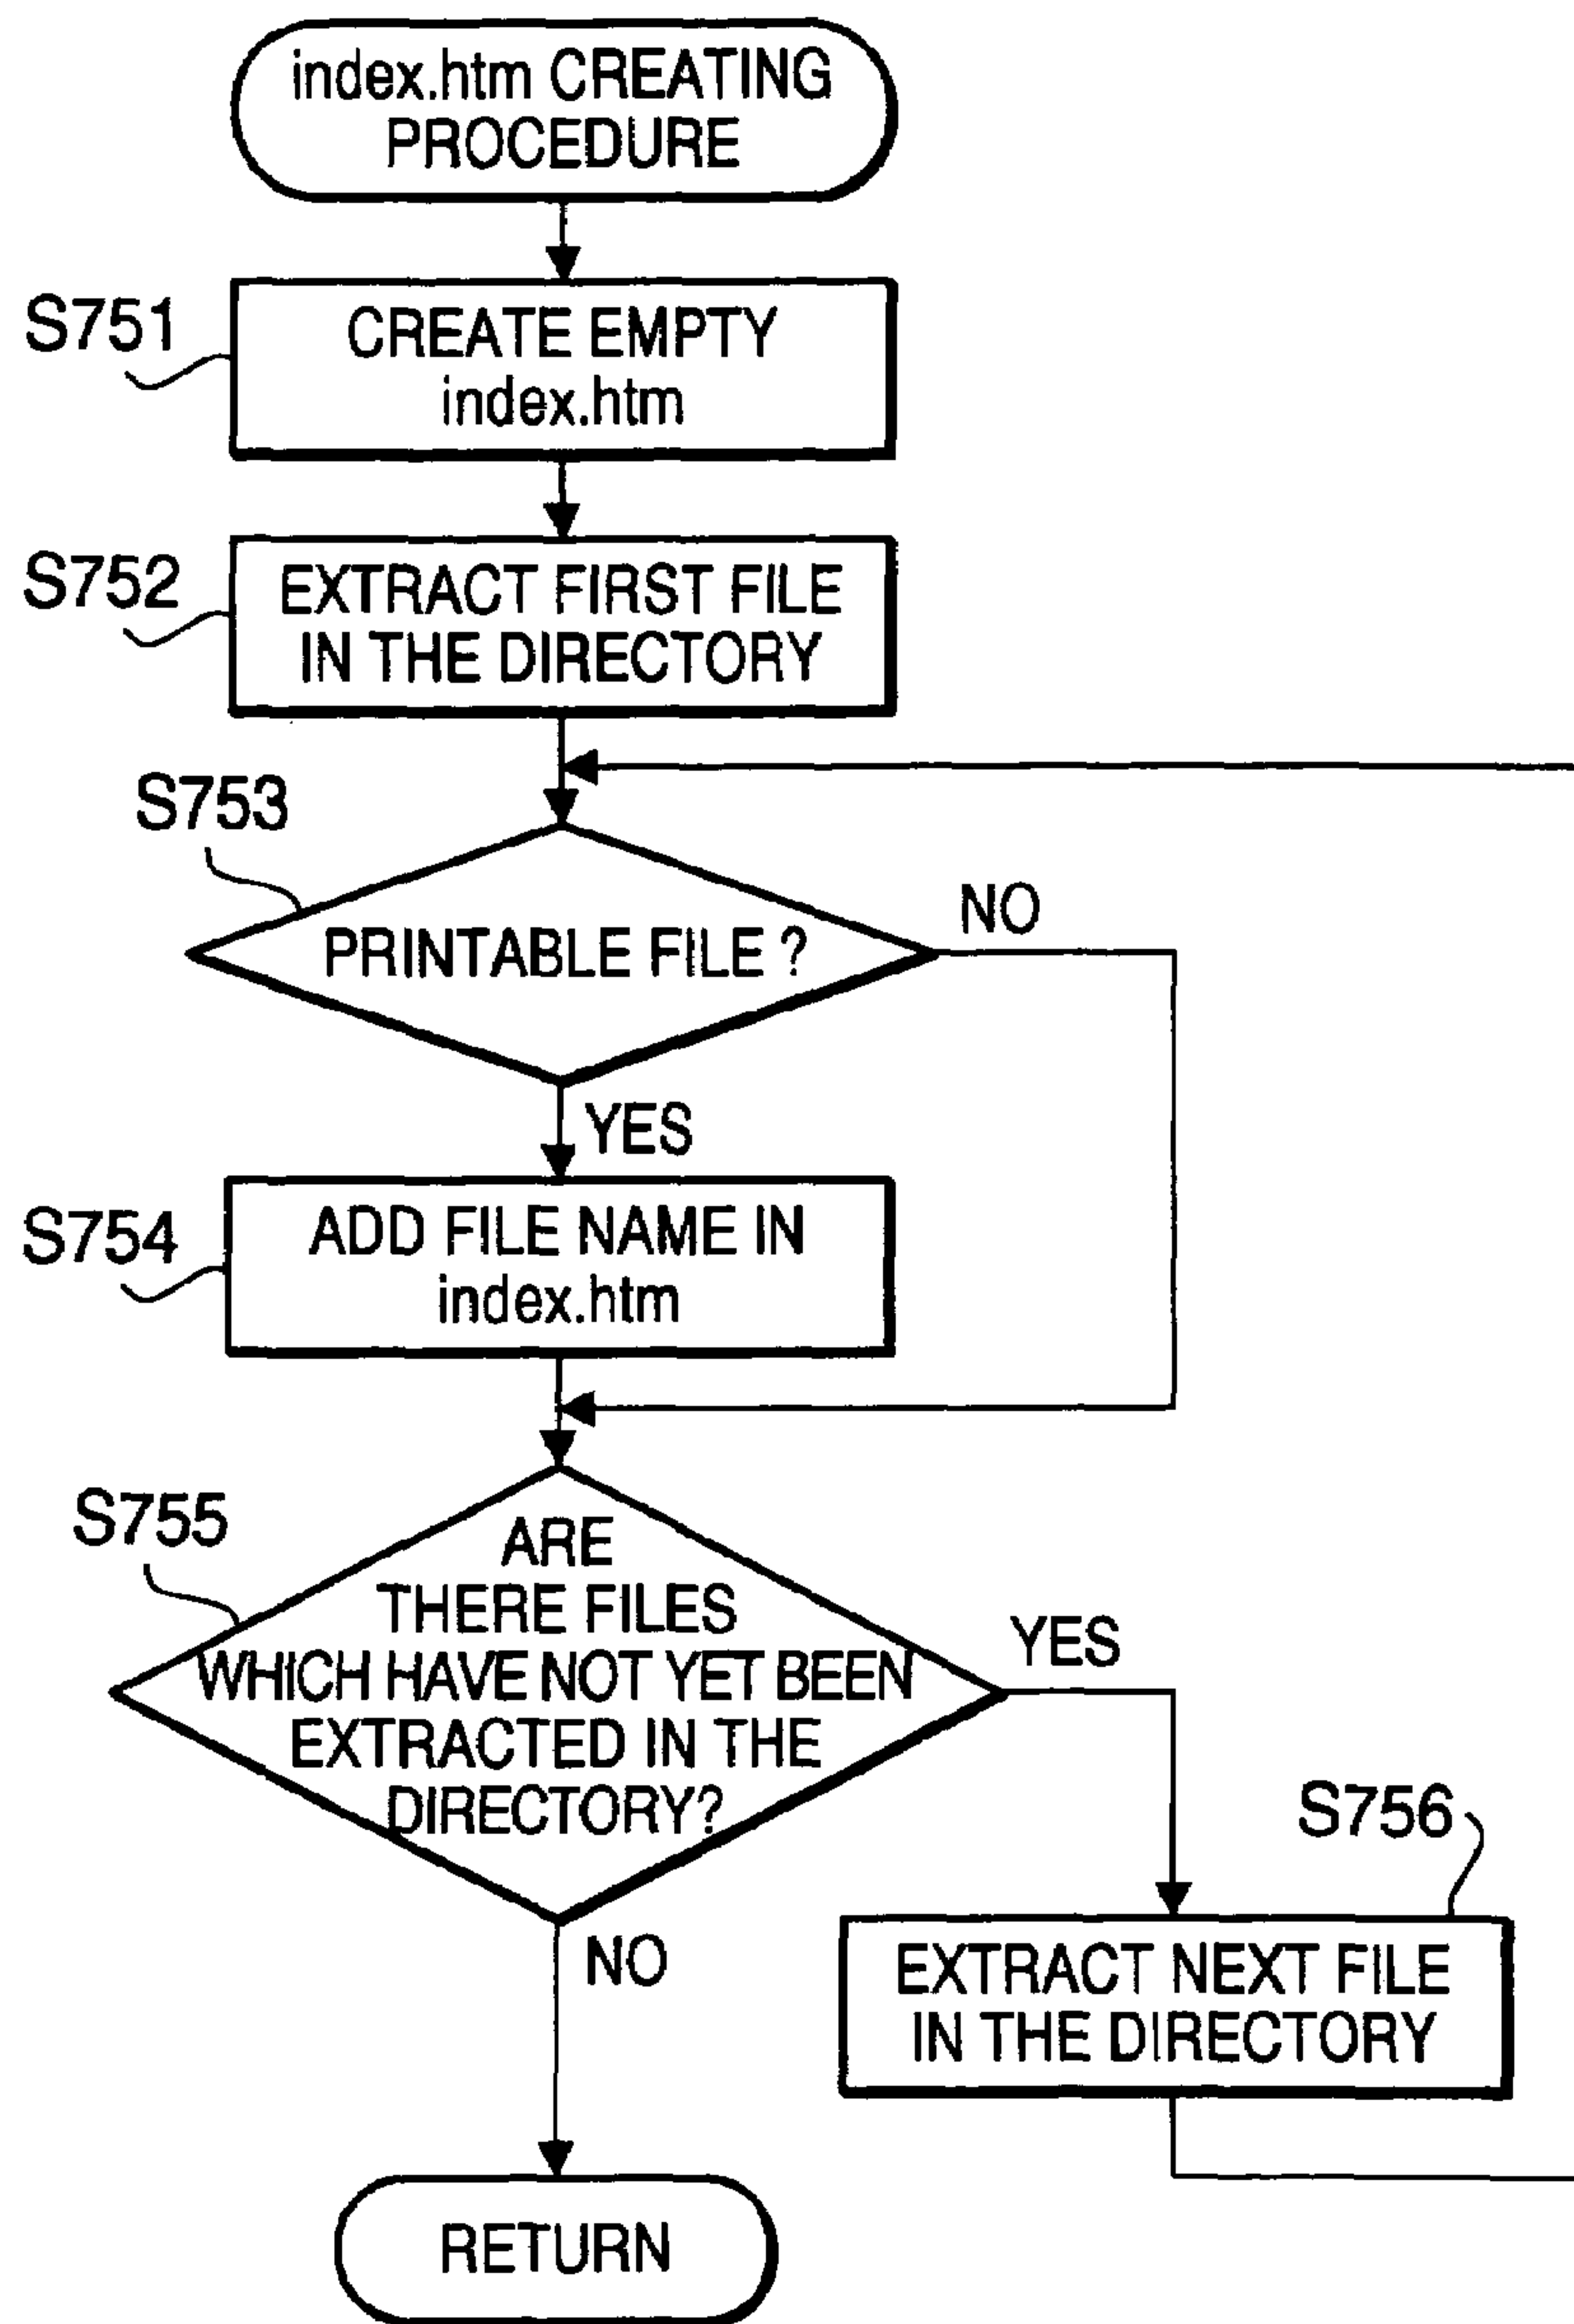 index.htm CREATING
PROCEDURE
S751
CREATE EMPTY
index.htm
S752
EXTRACT FIRST FILE
IN THE DIRECTORY
S753
NO
PRINTABLE FILE ?
YES
S754
ADD FILE NAME IN
index.htm
S755
ARE
THERE FILES
WHICH HAVE NOT YET BEEN
EXTRACTED IN THE
DIRECTORY?
YES
S756
NO
EXTRACT NEXT FILE
IN THE DIRECTORY
RETURN